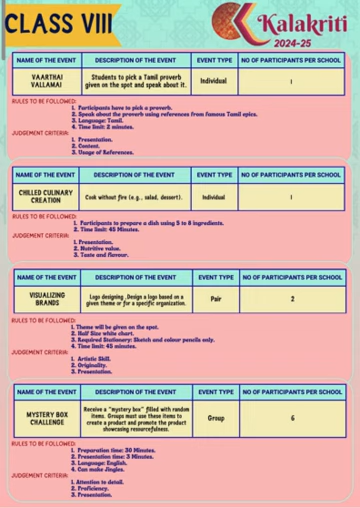 CLASS VIII
Kalakriti
2024-25
NAME OF THE EVENT DESCRIPTION OF THE EVENT EVENT TYPE NO OF PARTICIPANTS PER SCHOOL
VAARTHAI Students to pick a Tamil proverb Individual 1
VALLAMAI given on the spot and speak about it.
RULES TO BE FOLLOWED:
1. Participants have to pick a proverb.
2. Speak about the proverb using references from famous Tamil epics.
3. Language: Tamil.
4. Time limit: 2 minutes.
JUDGEMENT CRITERIA:
1. Presentation.
2. Content.
3. Usage of References.
NAME OF THE EVENT DESCRIPTION OF THE EVENT EVENT TYPE NO OF PARTICIPANTS PER SCHOOL
CHILLED CULINARY Cook without fire (e.g., salad, dessert). Individual 1
CREATION
RULES TO BE FOLLOWED:
1. Participants to prepare a dish using 5 to 8 ingredients.
2. Time limit: 45 Minutes.
JUDGEMENT CRITERIA:
1. Presentation.
2. Nutritive value.
3. Taste and flavour.
NAME OF THE EVENT DESCRIPTION OF THE EVENT EVENT TYPE NO OF PARTICIPANTS PER SCHOOL
VISUALIZING Logo designing .Design a logo based on a Pair 2
BRANDS given theme or for a specific organization.
RULES TO BE FOLLOWED:
1. Theme will be given on the spot.
2. Half Size white chart.
3. Required Stationery: Sketch and colour pencils only.
4. Time limit: 45 minutes.
JUDGEMENT CRITERIA:
1. Artistic Skill.
2. Originality.
3. Presentation.
NAME OF THE EVENT DESCRIPTION OF THE EVENT EVENT TYPE NO OF PARTICIPANTS PER SCHOOL
MYSTERY BOX Receive a "mystery box" filled with random Group 6
CHALLENGE items. Groups must use these items to
create a product and promote the product
showcasing resourcefulness.
RULES TO BE FOLLOWED:
1. Preparation time: 30 Minutes.
2. Presentation time: 3 Minutes.
3. Language: English.
4. Can make Jingles.
JUDGEMENT CRITERIA:
1. Attention to detail.
2. Proficiency.
3. Presentation.